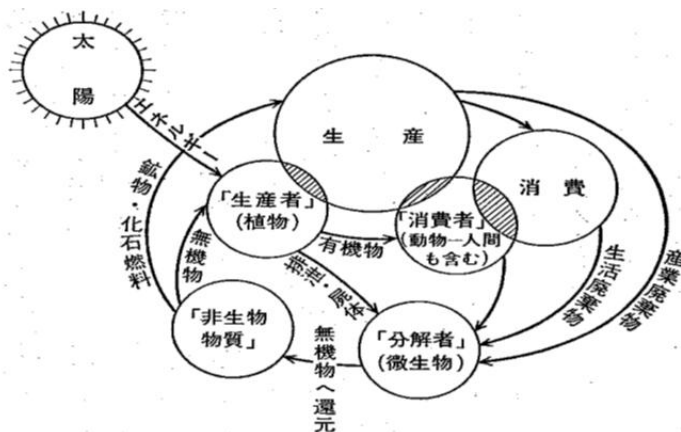 太
陽
エネルギー
生　産
消　費
「生産者」
(植物)
「消費者」
(動物―人間
も含む)
有機物
無機物
鉱物・化石燃料
排泄・屍体
「非生物
物質」
「分解者」
(微生物)
無機物へ還元
生活廃棄物
産業廃棄物